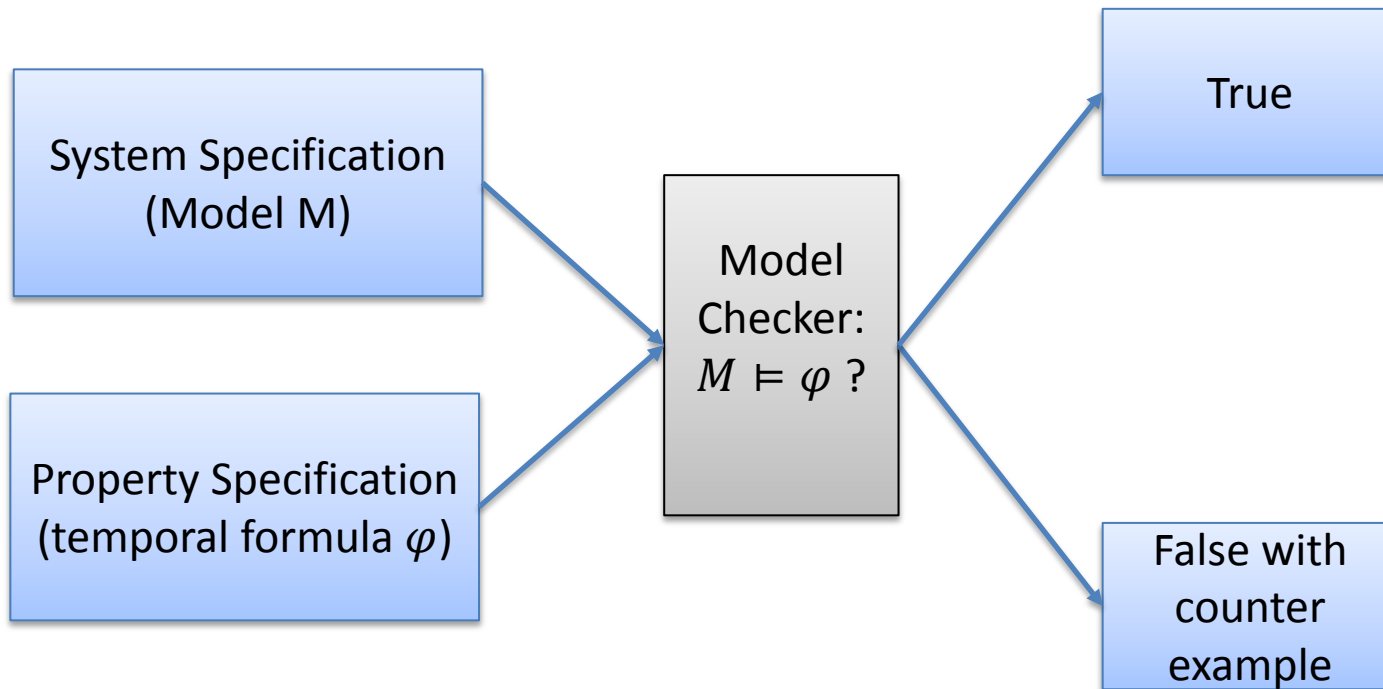 System Specification
(Model M)
Property Specification
(temporal formula φ)
Model
Checker:
M ⊨ φ ?
True
False with
counter
example